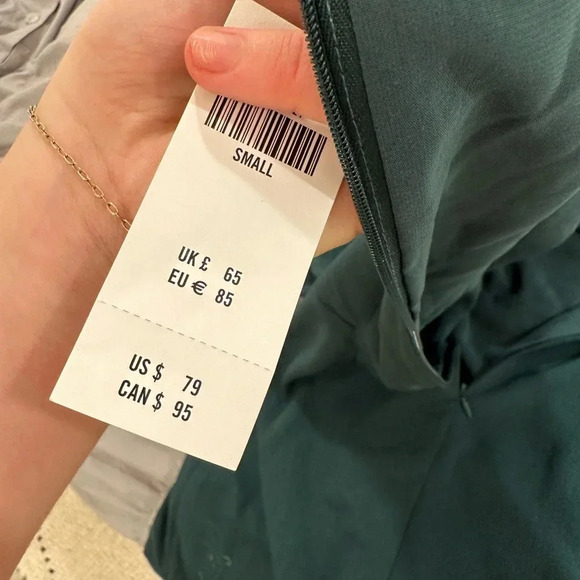 SMALL
UK £ 65
EU € 85
US $ 79
CAN $ 95